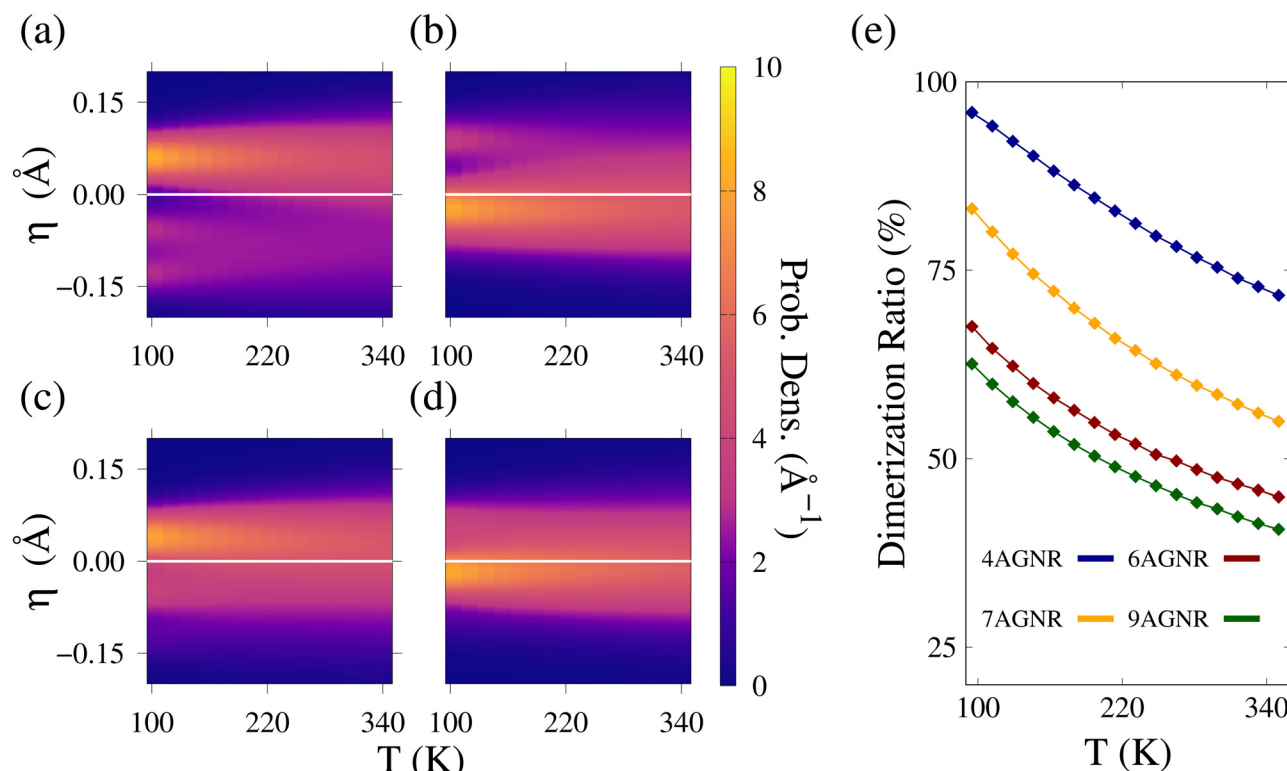 (a)
(b)
(e)
0.15
0.00
−0.15
η (Å)
100
220
340
100
220
340
(c)
(d)
0.15
0.00
−0.15
η (Å)
100
220
340
100
220
340
T (K)
10
8
6
4
2
0
Prob. Dens. (Å⁻¹)
100
75
50
25
Dimerization Ratio (%)
4AGNR
6AGNR
7AGNR
9AGNR
100
220
340
T (K)